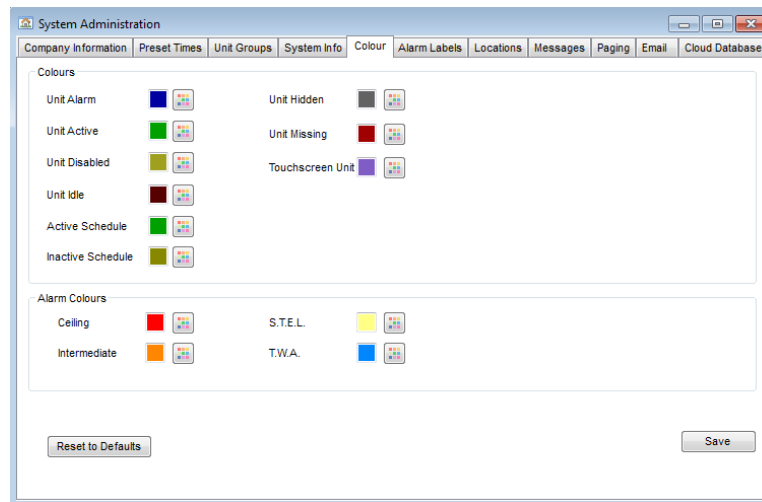 System Administration
Company Information Preset Times Unit Groups System Info Colour Alarm Labels Locations Messages Paging Email Cloud Database
Colours
Unit Alarm Unit Hidden
Unit Active Unit Missing
Unit Disabled Touchscreen Unit
Unit Idle
Active Schedule
Inactive Schedule
Alarm Colours
Ceiling S.T.E.L.
Intermediate T.W.A.
Reset to Defaults Save